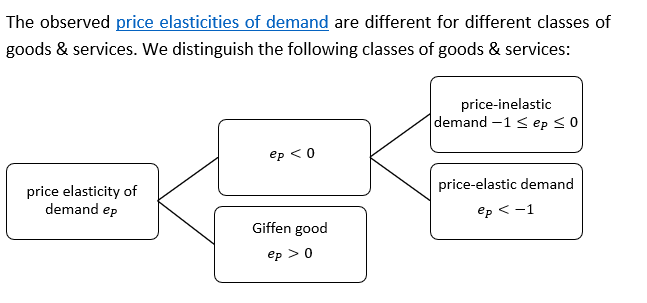 The observed price elasticities of demand are different for different classes of
goods & services. We distinguish the following classes of goods & services:
price elasticity of
demand eₚ
eₚ < 0
Giffen good
eₚ > 0
price-inelastic
demand −1 ≤ eₚ ≤ 0
price-elastic demand
eₚ < −1